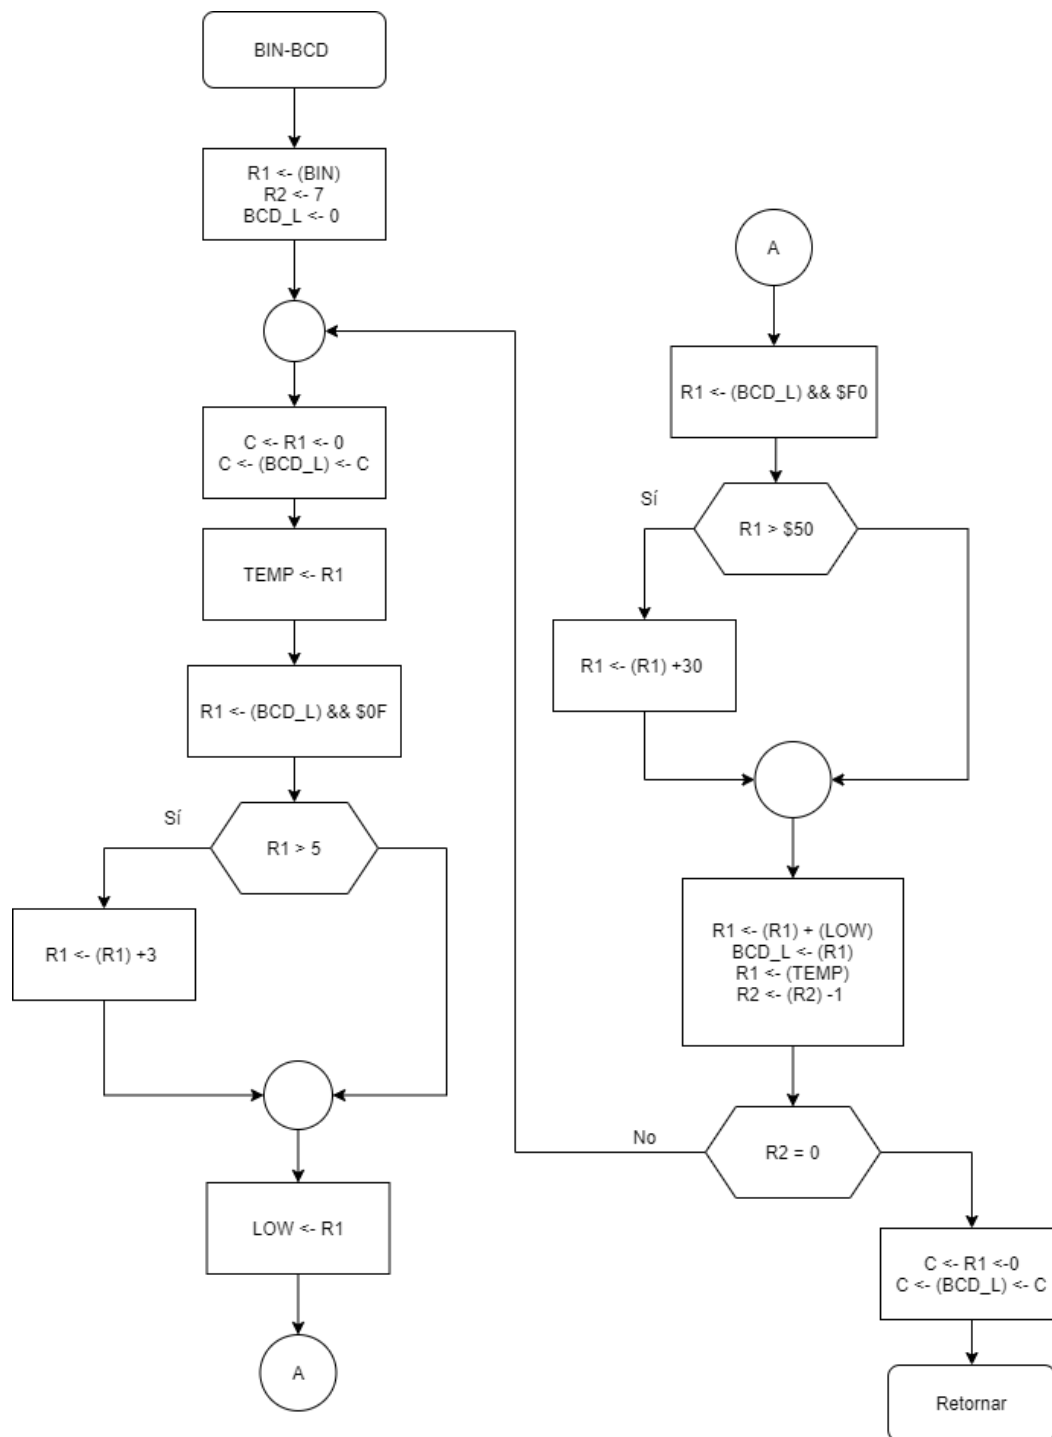 BIN-BCD
R1 <- (BIN)
R2 <- 7
BCD_L <- 0
C <- R1 <- 0
C <- (BCD_L) <- C
TEMP <- R1
R1 <- (BCD_L) && $0F
Sí
R1 > 5
R1 <- (R1) +3
LOW <- R1
A
A
R1 <- (BCD_L) && $F0
Sí
R1 > $50
R1 <- (R1) +30
R1 <- (R1) + (LOW)
BCD_L <- (R1)
R1 <- (TEMP)
R2 <- (R2) -1
No
R2 = 0
C <- R1 <-0
C <- (BCD_L) <- C
Retornar